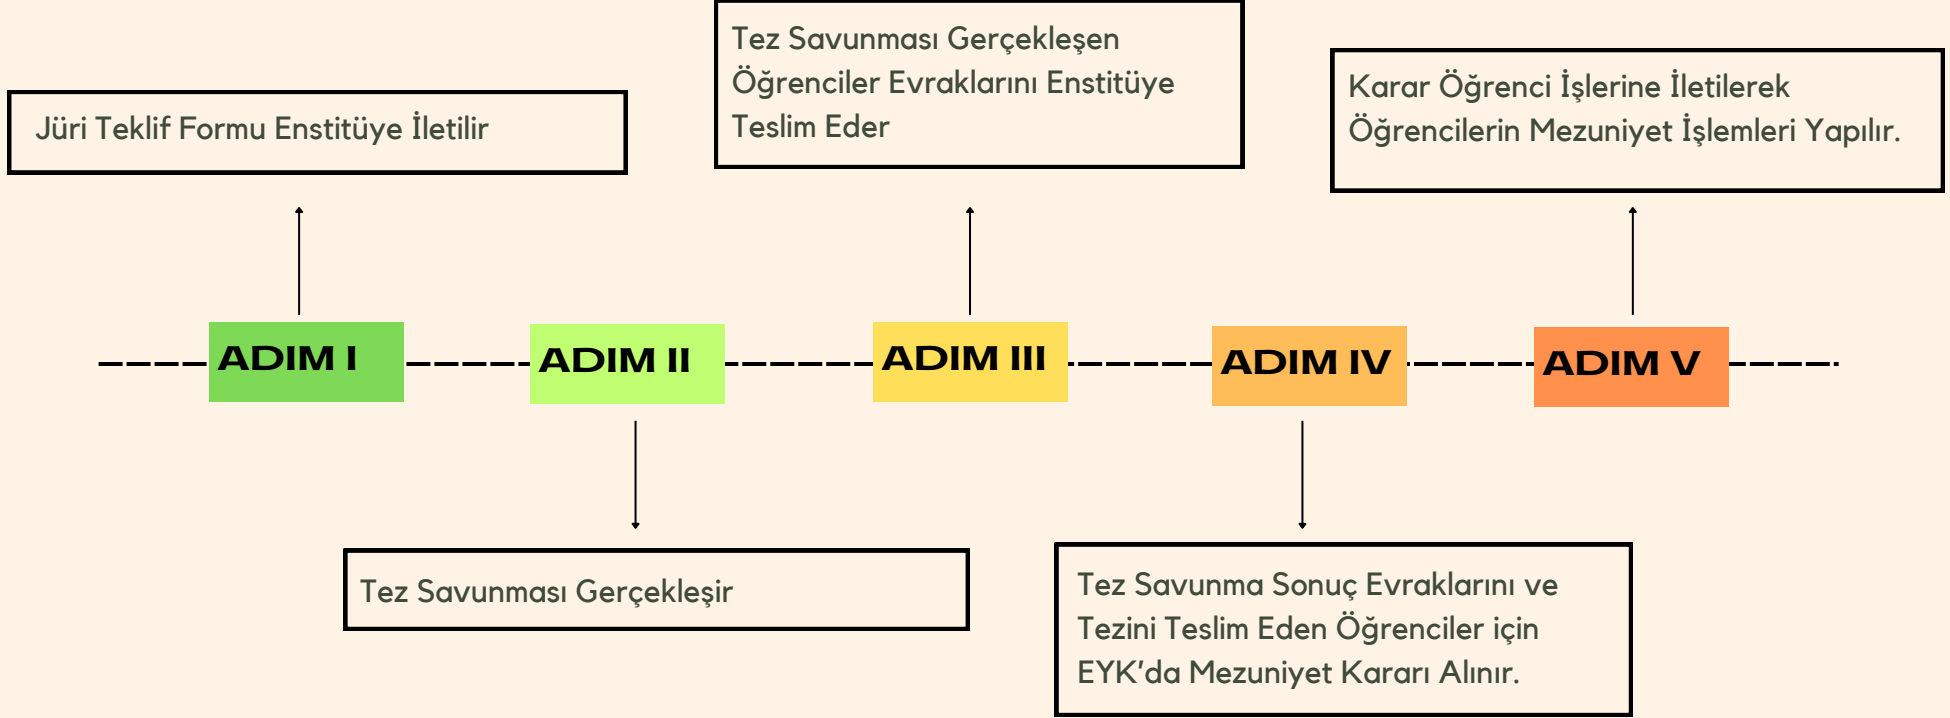 Jüri Teklif Formu Enstitüye İletilir
Tez Savunması Gerçekleşen
Öğrenciler Evraklarını Enstitüye
Teslim Eder
Karar Öğrenci İşlerine İletilerek
Öğrencilerin Mezuniyet İşlemleri Yapılır.
ADIM I
ADIM II
ADIM III
ADIM IV
ADIM V
Tez Savunması Gerçekleşir
Tez Savunma Sonuç Evraklarını ve
Tezini Teslim Eden Öğrenciler için
EYK'da Mezuniyet Kararı Alınır.